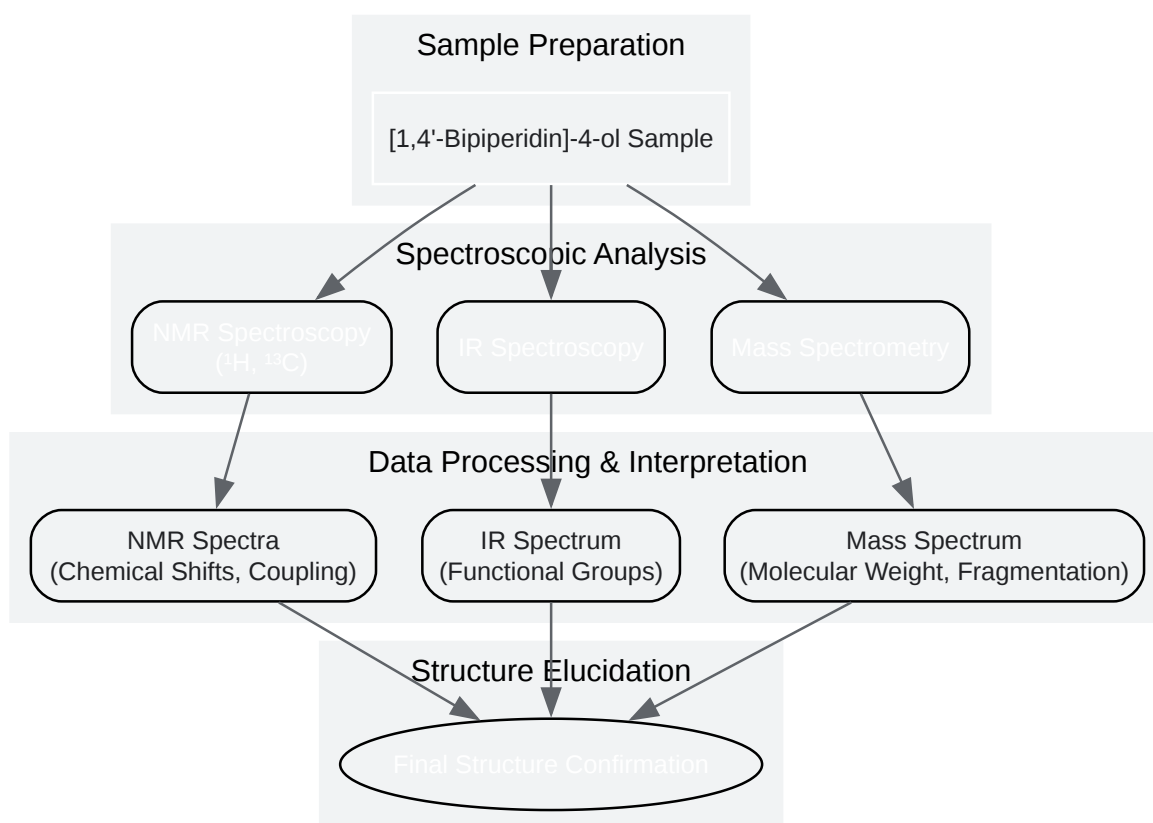 Sample Preparation
[1,4'-Bipiperidin]-4-ol Sample
Spectroscopic Analysis
NMR Spectroscopy
(¹H, ¹³C)
IR Spectroscopy
Mass Spectrometry
Data Processing & Interpretation
NMR Spectra
(Chemical Shifts, Coupling)
IR Spectrum
(Functional Groups)
Mass Spectrum
(Molecular Weight, Fragmentation)
Structure Elucidation
Final Structure Confirmation